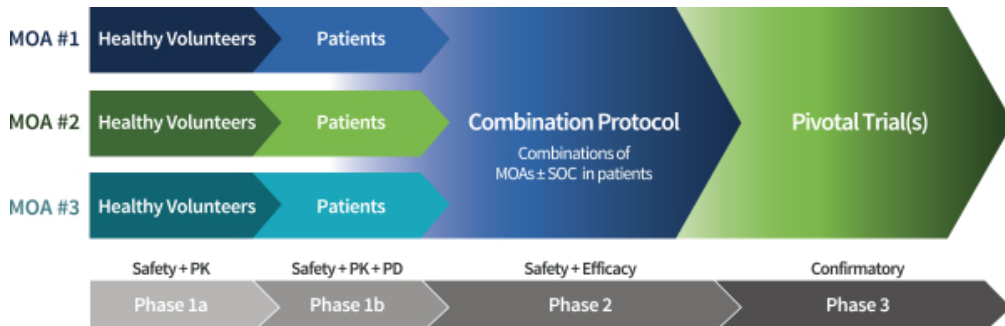 MOA #1 Healthy Volunteers Patients
MOA #2 Healthy Volunteers Patients
MOA #3 Healthy Volunteers Patients
Combination Protocol
Combinations of
MOAs ± SOC in patients
Pivotal Trial(s)
Safety + PK Safety + PK + PD Safety + Efficacy Confirmatory
Phase 1a Phase 1b Phase 2 Phase 3